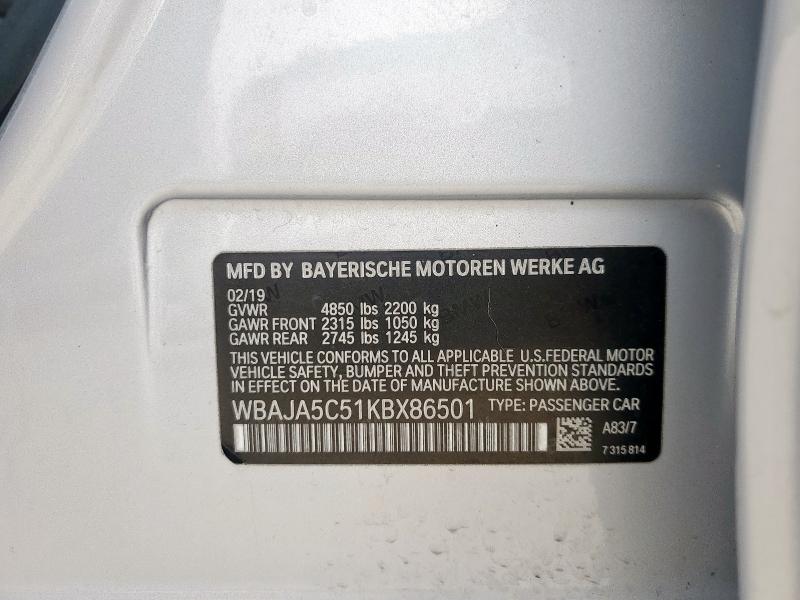 MFD BY BAYERISCHE MOTOREN WERKE AG
02/19
GVWR 4850 lbs 2200 kg
GAWR FRONT 2315 lbs 1050 kg
GAWR REAR 2745 lbs 1245 kg
THIS VEHICLE CONFORMS TO ALL APPLICABLE U.S.FEDERAL MOTOR
VEHICLE SAFETY, BUMPER AND THEFT PREVENTION STANDARDS
IN EFFECT ON THE DATE OF MANUFACTURE SHOWN ABOVE.
WBAJA5C51KBX86501 TYPE: PASSENGER CAR
A83/7
7 315 814